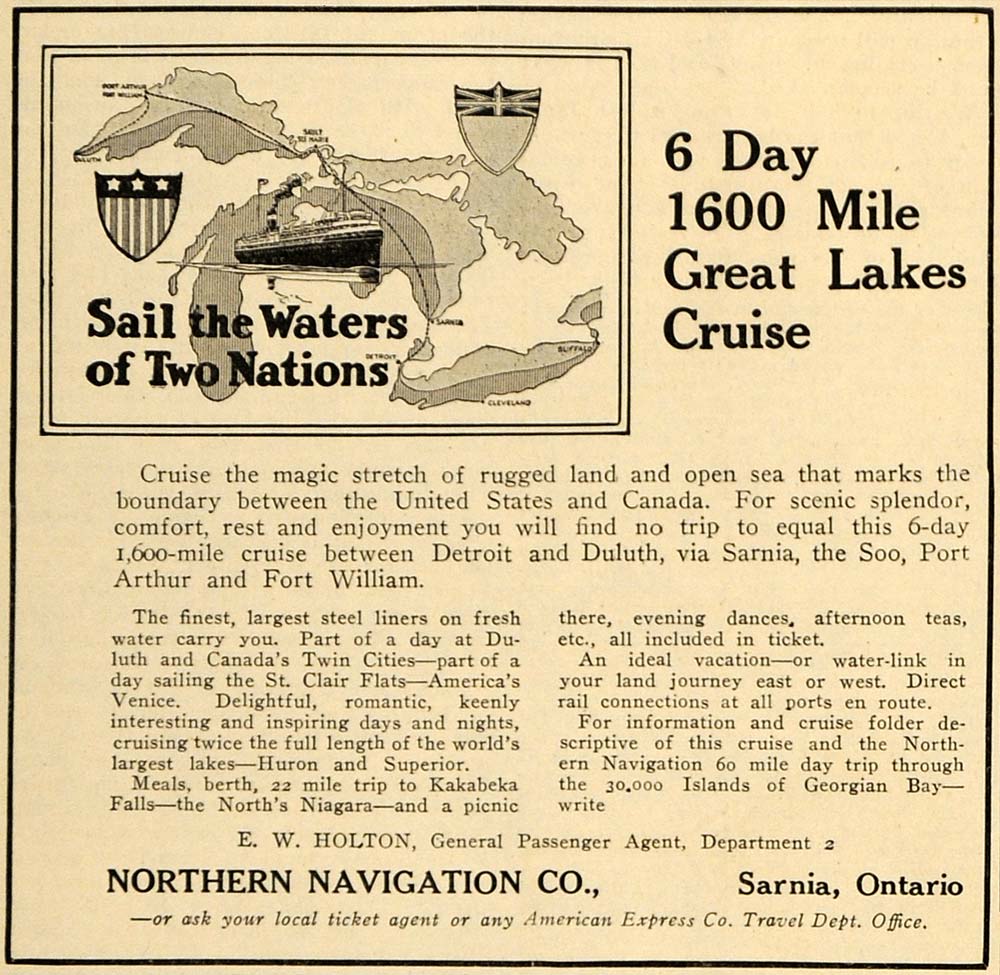 PORT ARTHUR
FORT WILLIAM
DULUTH
SAULT
STE MARIE
Sail the Waters
of Two Nations
SARNIA
DETROIT
BUFFALO
CLEVELAND
6 Day
1600 Mile
Great Lakes
Cruise
Cruise the magic stretch of rugged land and open sea that marks the
boundary between the United States and Canada. For scenic splendor,
comfort, rest and enjoyment you will find no trip to equal this 6-day
1,600-mile cruise between Detroit and Duluth, via Sarnia, the Soo, Port
Arthur and Fort William.
The finest, largest steel liners on fresh
water carry you. Part of a day at Du-
luth and Canada's Twin Cities—part of a
day sailing the St. Clair Flats—America's
Venice. Delightful, romantic, keenly
interesting and inspiring days and nights,
cruising twice the full length of the world's
largest lakes—Huron and Superior.
Meals, berth, 22 mile trip to Kakabeka
Falls—the North's Niagara—and a picnic
there, evening dances, afternoon teas,
etc., all included in ticket.
An ideal vacation—or water-link in
your land journey east or west. Direct
rail connections at all ports en route.
For information and cruise folder de-
scriptive of this cruise and the North-
ern Navigation 60 mile day trip through
the 30,000 Islands of Georgian Bay—
write
E. W. HOLTON, General Passenger Agent, Department 2
NORTHERN NAVIGATION CO., Sarnia, Ontario
—or ask your local ticket agent or any American Express Co. Travel Dept. Office.